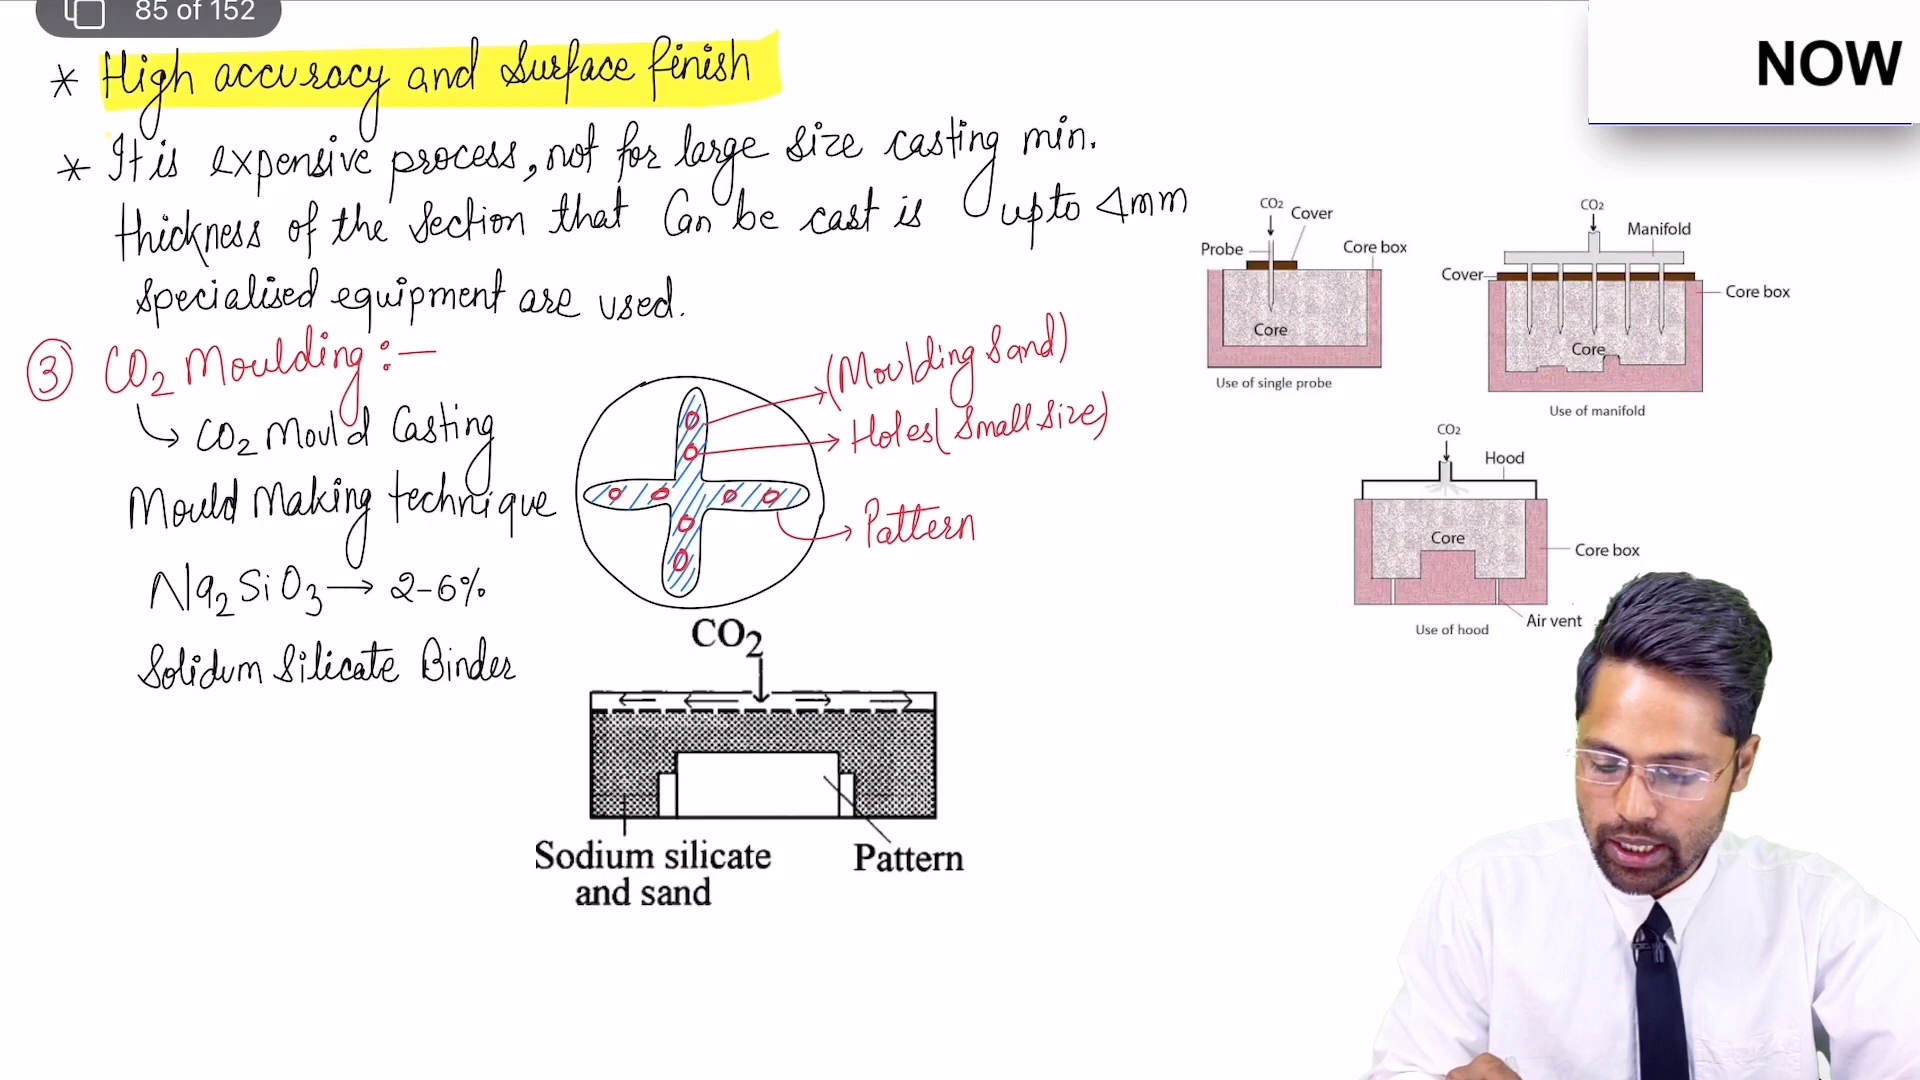 85 of 152
NOW
* High accuracy and Surface finish
* It is expensive process, not for large size casting min.
thickness of the Section that Can be cast is upto 4mm
specialised equipment are used.
③ CO₂ Moulding :—
↳ CO₂ Mould Casting
Mould Making technique
Na₂SiO₃ → 2-6%
Solidum Silicate Binder
(Moulding Sand)
Holes (Small Size)
Pattern
CO₂
Sodium silicate
and sand
Pattern
CO₂
Cover
Probe
Core box
Core
Use of single probe
CO₂
Manifold
Cover
Core box
Core
Use of manifold
CO₂
Hood
Core
Core box
Air vent
Use of hood